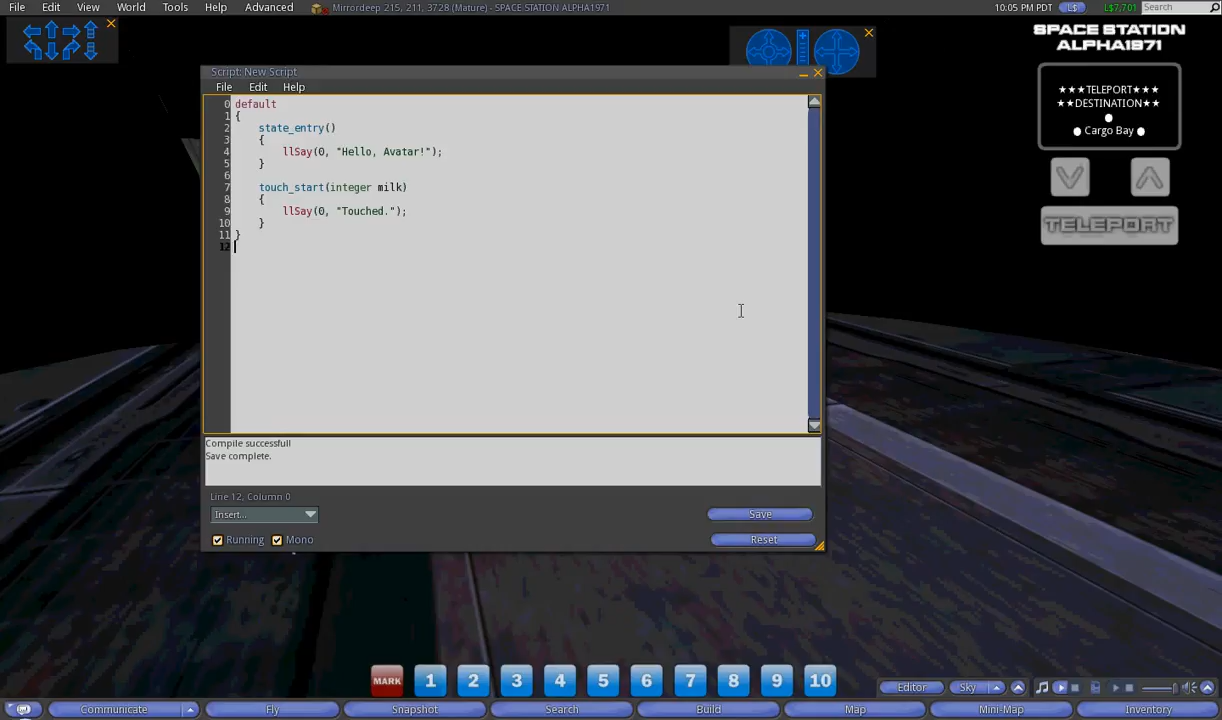 File Edit View World Tools Help Advanced Mirrordeep 215, 211, 3728 (Mature) - SPACE STATION ALPHA1971 10:05 PM PDT L$ L$7,701 Search
SPACE STATION
ALPHA1971
★★★TELEPORT★★★
★★DESTINATION★★
●
● Cargo Bay ●
TELEPORT
Script: New Script
File Edit Help
0 default
1 {
2 state_entry()
3 {
4 llSay(0, "Hello, Avatar!");
5 }
6
7 touch_start(integer milk)
8 {
9 llSay(0, "Touched.");
10 }
11 }
12
Compile successful!
Save complete.
Line 12, Column 0
Insert...
Save
Running Mono
Reset
MARK 1 2 3 4 5 6 7 8 9 10
Editor Sky
Communicate Fly Snapshot Search Build Map Mini-Map Inventory